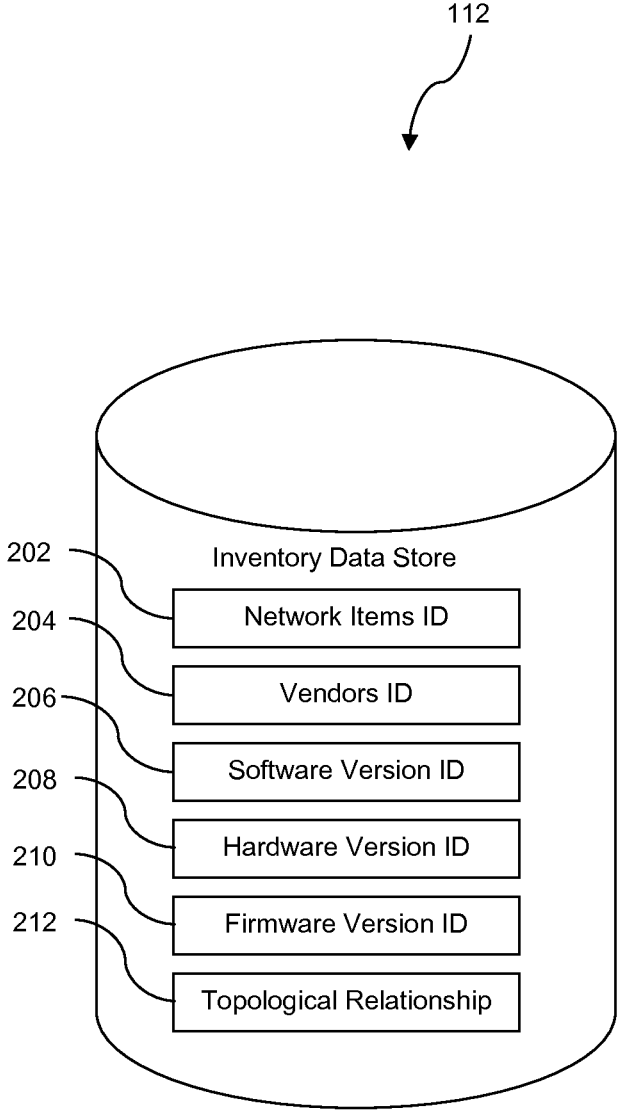 112
Inventory Data Store
202
Network Items ID
204
Vendors ID
206
Software Version ID
208
Hardware Version ID
210
Firmware Version ID
212
Topological Relationship